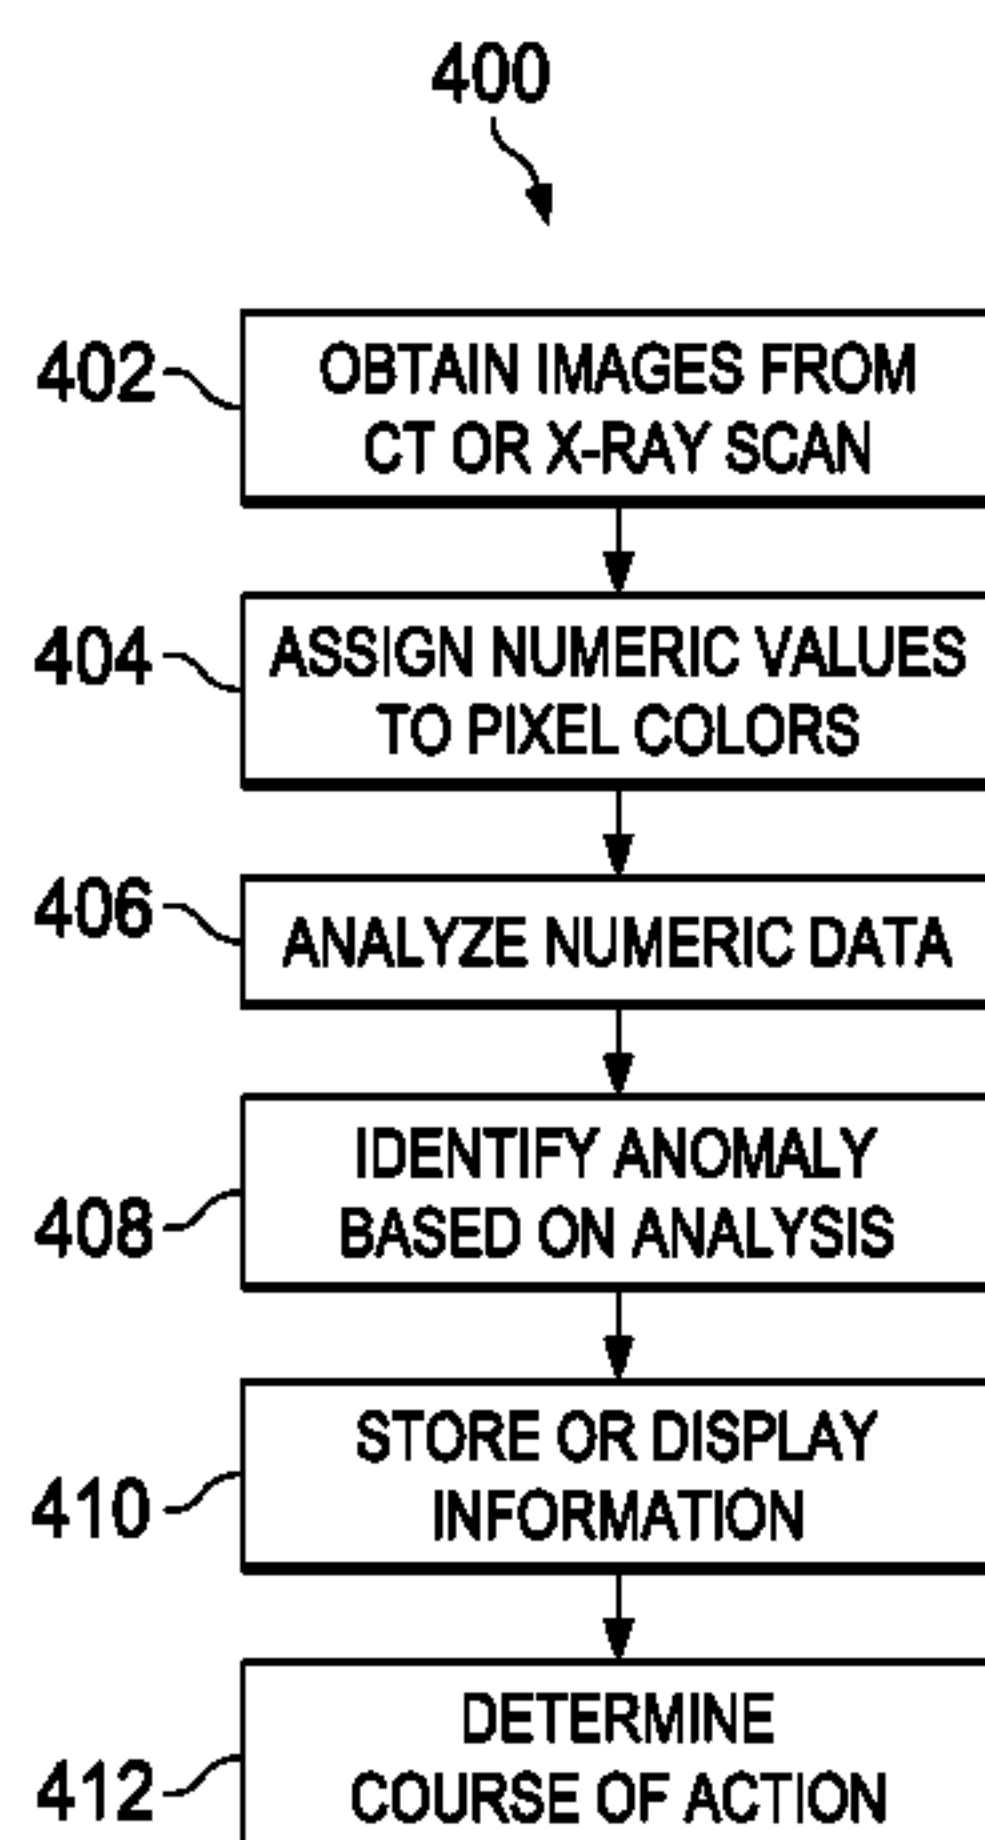 400
402
OBTAIN IMAGES FROM
CT OR X-RAY SCAN
404
ASSIGN NUMERIC VALUES
TO PIXEL COLORS
406
ANALYZE NUMERIC DATA
408
IDENTIFY ANOMALY
BASED ON ANALYSIS
410
STORE OR DISPLAY
INFORMATION
412
DETERMINE
COURSE OF ACTION